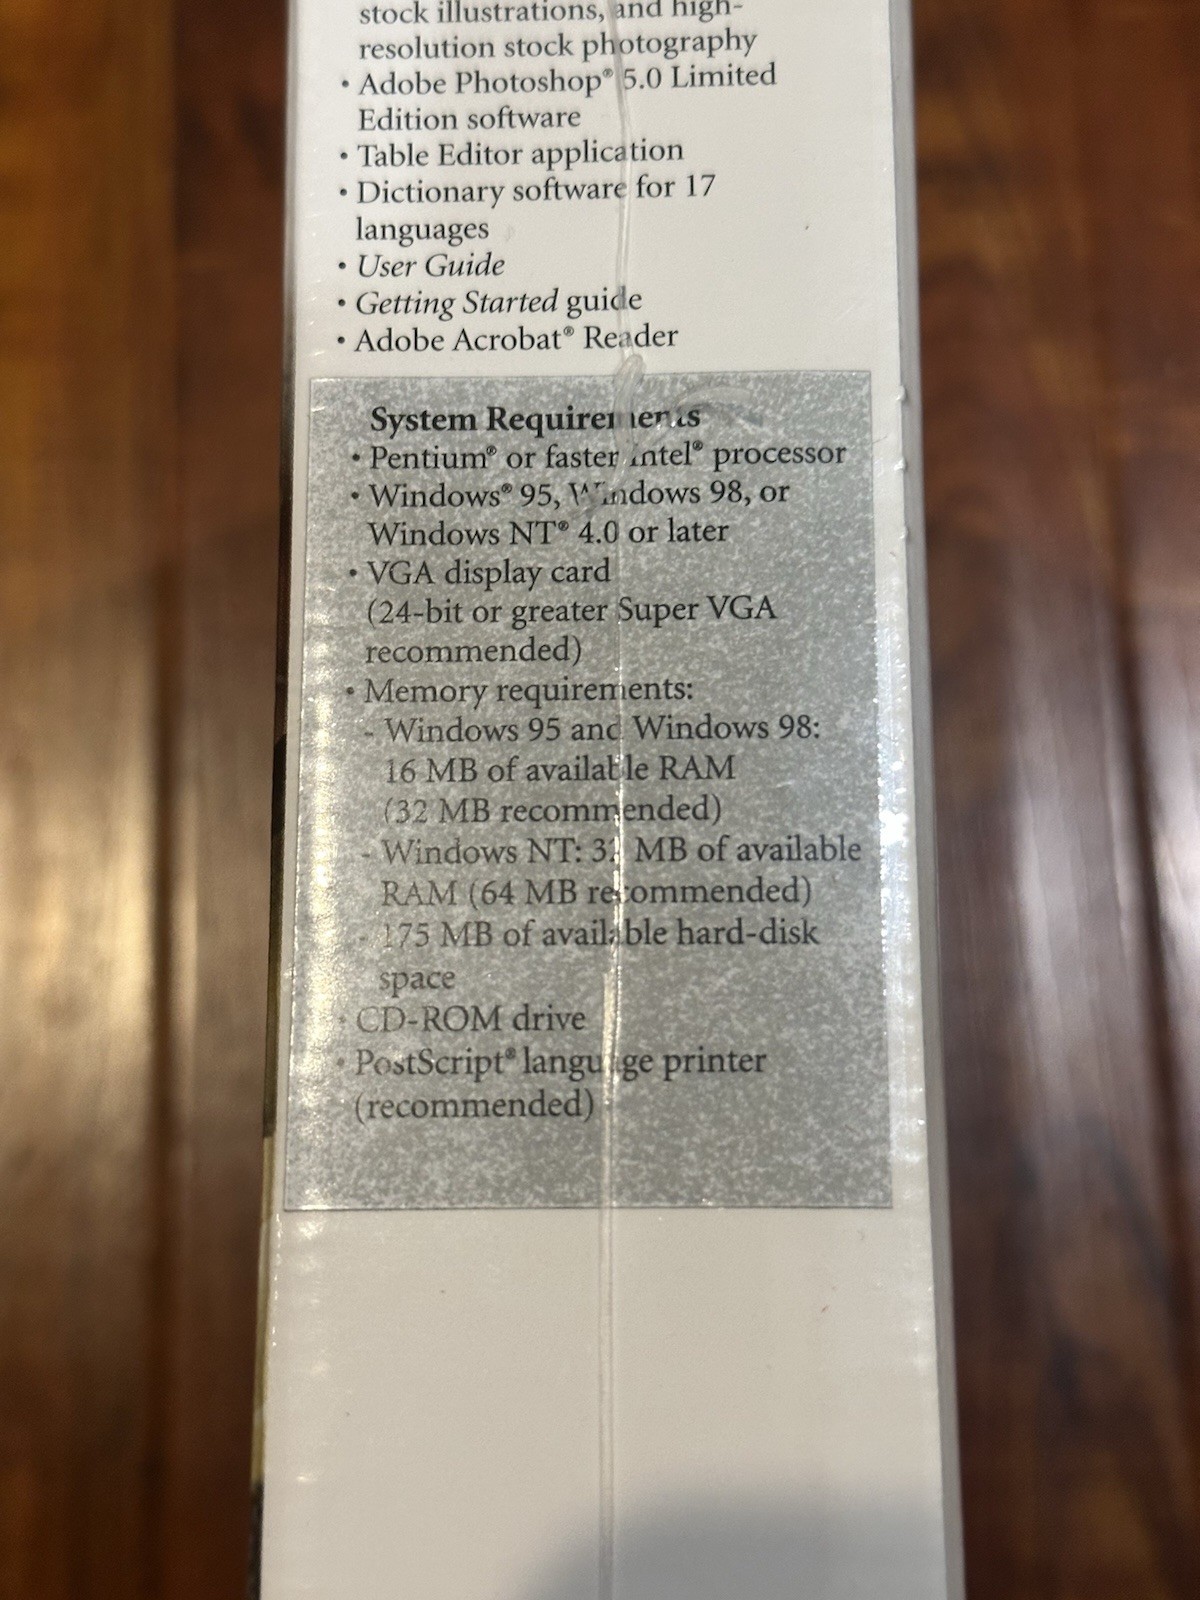 stock illustrations, and high-
resolution stock photography
• Adobe Photoshop® 5.0 Limited
Edition software
• Table Editor application
• Dictionary software for 17
languages
• User Guide
• Getting Started guide
• Adobe Acrobat® Reader
System Requirements
• Pentium® or faster Intel® processor
• Windows® 95, Windows 98, or
Windows NT® 4.0 or later
• VGA display card
(24-bit or greater Super VGA
recommended)
• Memory requirements:
- Windows 95 and Windows 98:
16 MB of available RAM
(32 MB recommended)
- Windows NT: 32 MB of available
RAM (64 MB recommended)
- 175 MB of available hard-disk
space
• CD-ROM drive
• PostScript® language printer
(recommended)